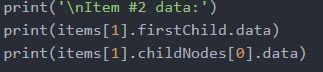 print('\nItem #2 data:')
print(items[1].firstChild.data)
print(items[1].childNodes[0].data)